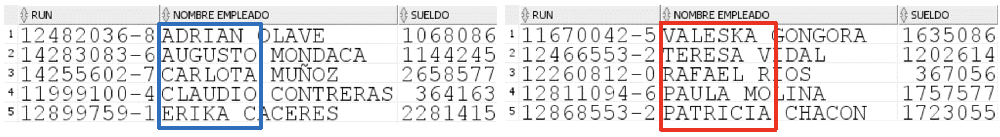 RUN NOMBRE EMPLEADO SUELDO
1 12482036-8 ADRIAN OLAVE 1068086
2 14283083-6 AUGUSTO MONDACA 1144245
3 14255602-7 CARLOTA MUÑOZ 2658577
4 11999100-4 CLAUDIO CONTRERAS 364163
5 12899759-1 ERIKA CACERES 2281415
RUN NOMBRE EMPLEADO SUELDO
1 11670042-5 VALESKA GONGORA 1635086
2 12466553-2 TERESA VIDAL 1202614
3 12260812-0 RAFAEL RIOS 367056
4 12811094-6 PAULA MOLINA 1757577
5 12868553-2 PATRICIA CHACON 1723055